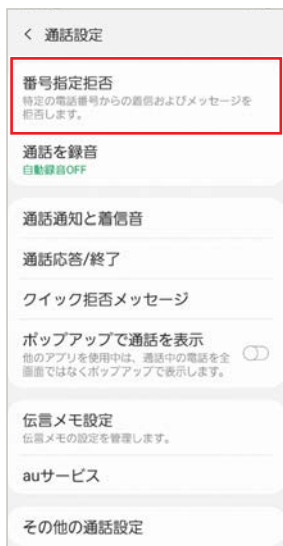 < 通話設定
番号指定拒否
特定の電話番号からの着信およびメッセージを
拒否します。
通話を録音
自動録音OFF
通話通知と着信音
通話応答/終了
クイック拒否メッセージ
ポップアップで通話を表示
他のアプリを使用中は、通話中の電話を全
画面ではなくポップアップで表示します。
伝言メモ設定
伝言メモの設定を管理します。
auサービス
その他の通話設定